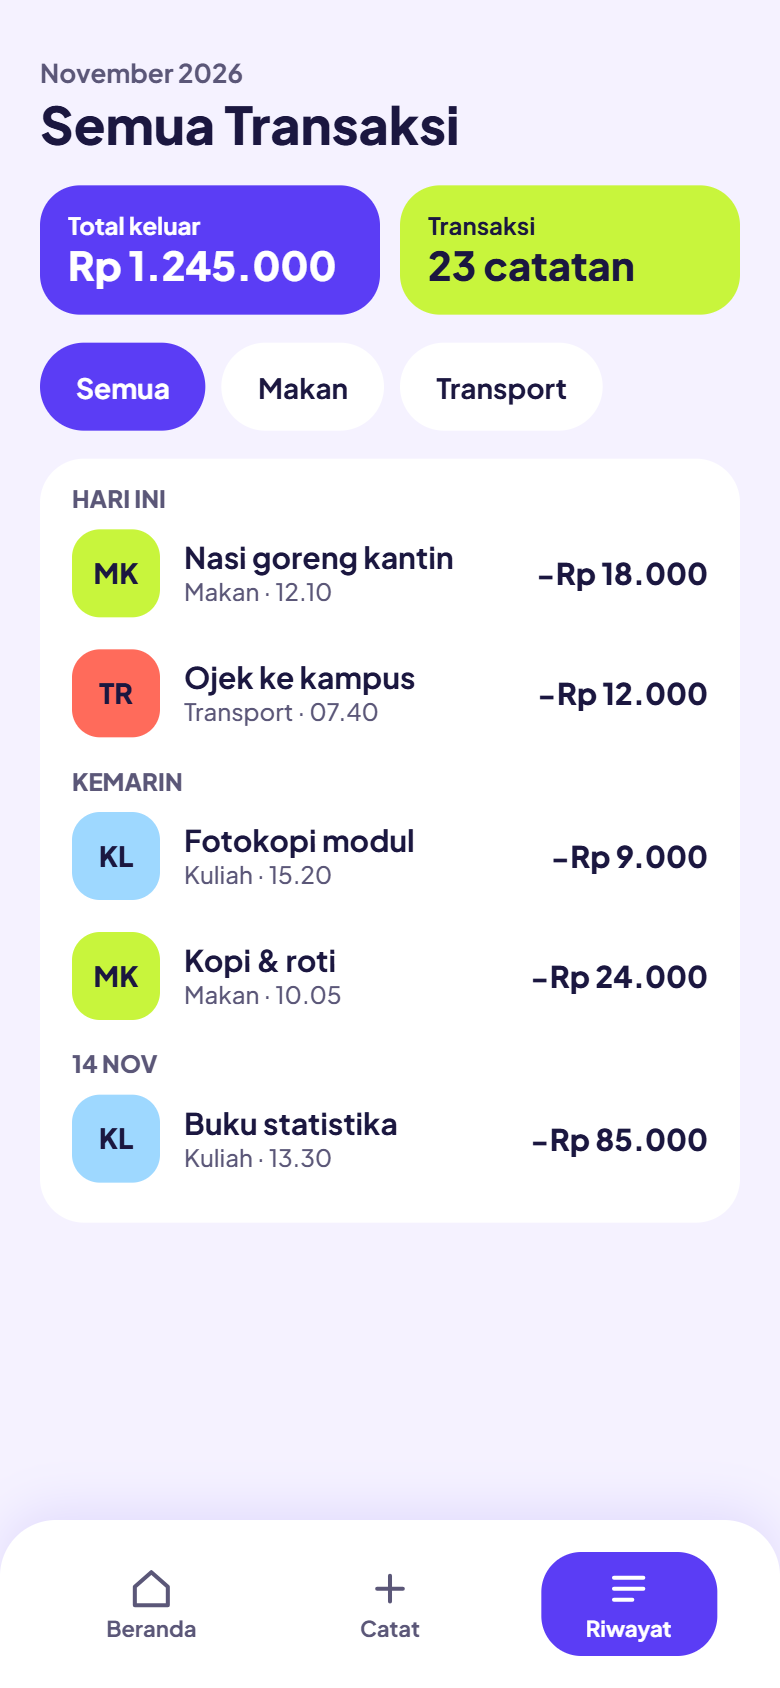 November 2026
Semua Transaksi
Total keluar
Rp 1.245.000
Transaksi
23 catatan
Semua
Makan
Transport
HARI INI
MK
Nasi goreng kantin
Makan · 12.10
−Rp 18.000
TR
Ojek ke kampus
Transport · 07.40
−Rp 12.000
KEMARIN
KL
Fotokopi modul
Kuliah · 15.20
−Rp 9.000
MK
Kopi & roti
Makan · 10.05
−Rp 24.000
14 NOV
KL
Buku statistika
Kuliah · 13.30
−Rp 85.000
Beranda
Catat
Riwayat